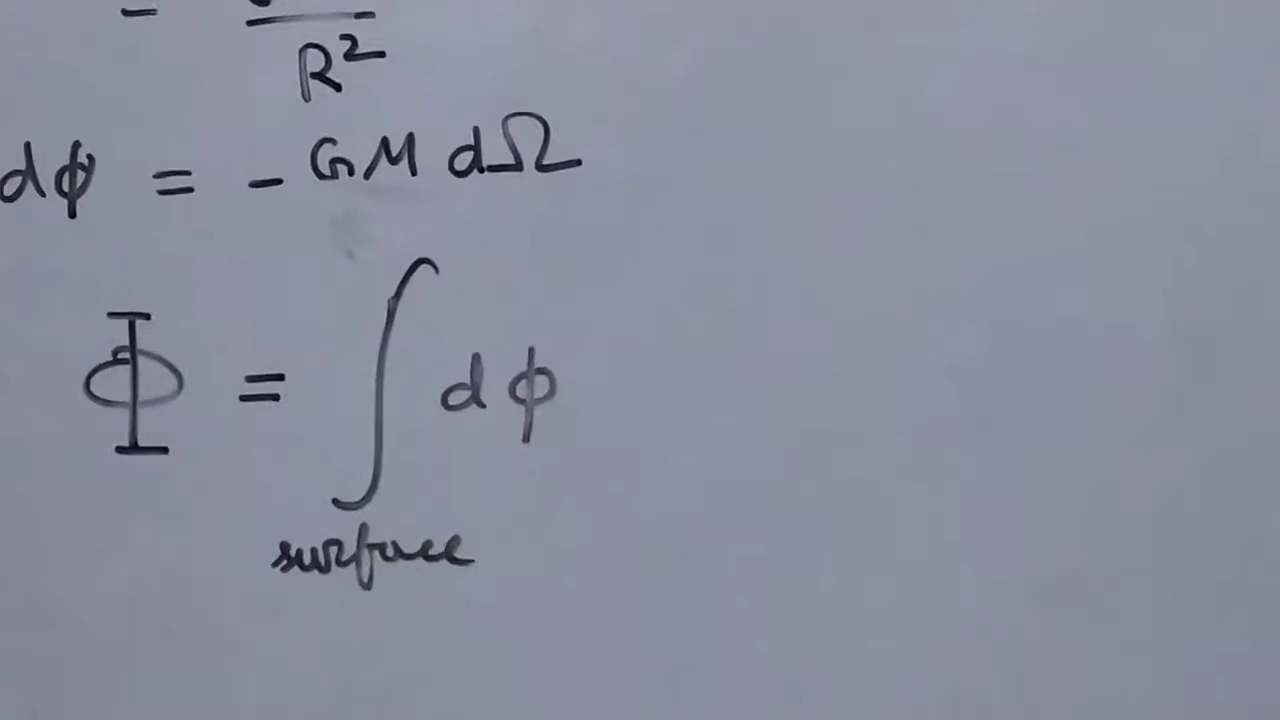 - R²
dϕ = - GM dΩ
Φ = ∫ dϕ
surface